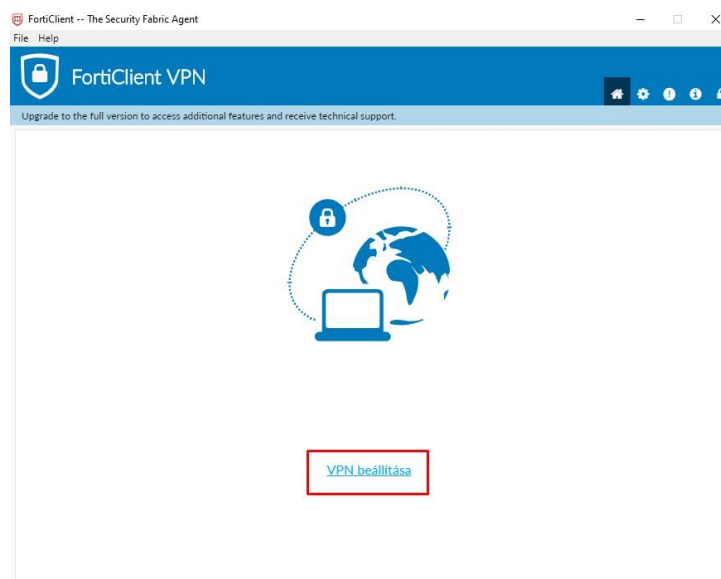 FortiClient -- The Security Fabric Agent
File Help
FortiClient VPN
Upgrade to the full version to access additional features and receive technical support.
VPN beállítása